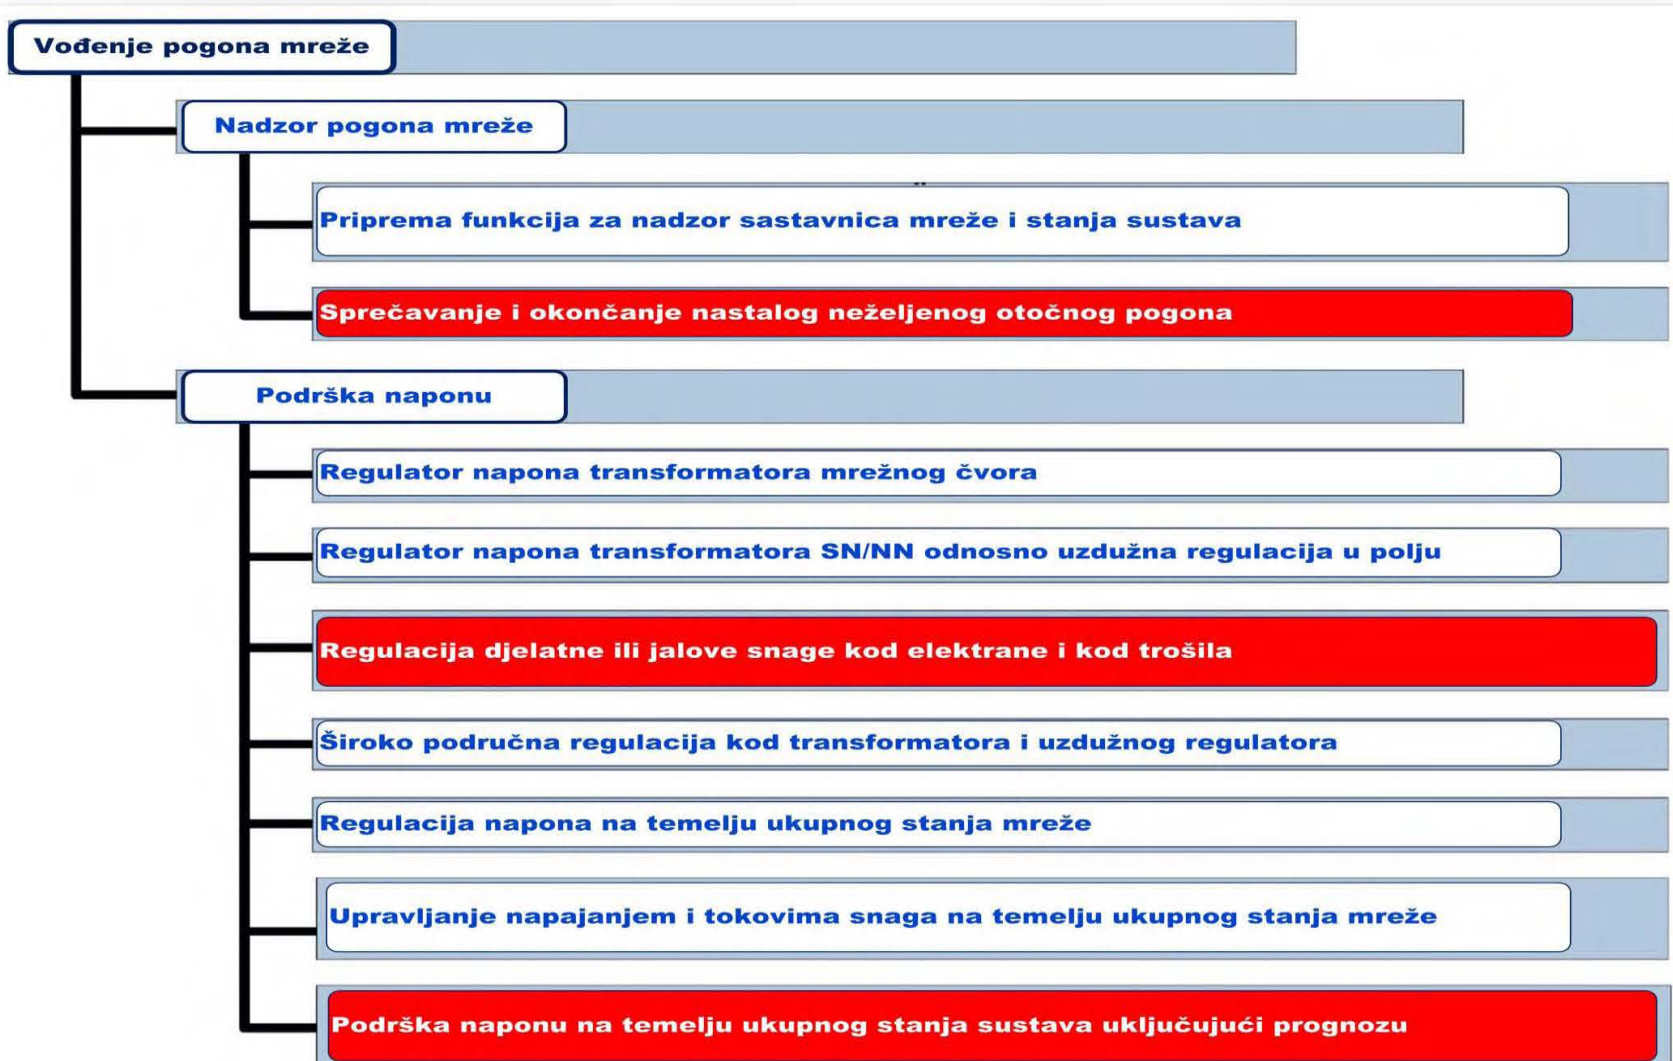 Vođenje pogona mreže
Nadzor pogona mreže
Priprema funkcija za nadzor sastavnica mreže i stanja sustava
Sprečavanje i okončanje nastalog neželjenog otočnog pogona
Podrška naponu
Regulator napona transformatora mrežnog čvora
Regulator napona transformatora SN/NN odnosno uzdužna regulacija u polju
Regulacija djelatne ili jalove snage kod elektrane i kod trošila
Široko područna regulacija kod transformatora i uzdužnog regulatora
Regulacija napona na temelju ukupnog stanja mreže
Upravljanje napajanjem i tokovima snaga na temelju ukupnog stanja mreže
Podrška naponu na temelju ukupnog stanja sustava uključujući prognozu